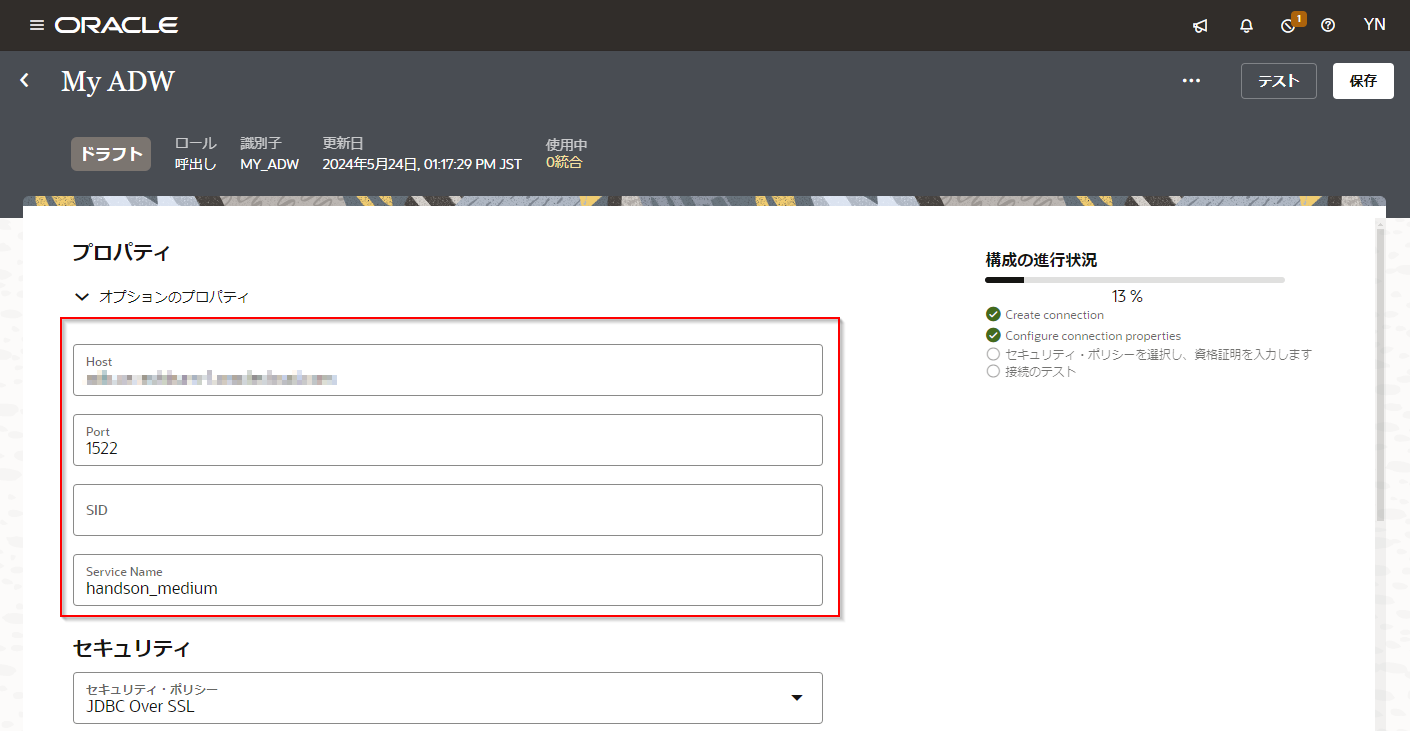 ORACLE
1
YN
My ADW
テスト
保存
ドラフト
ロール
呼出し
識別子
MY_ADW
更新日
2024年5月24日, 01:17:29 PM JST
使用中
0統合
プロパティ
オプションのプロパティ
Host
Port
1522
SID
Service Name
handson_medium
セキュリティ
セキュリティ・ポリシー
JDBC Over SSL
構成の進行状況
13 %
Create connection
Configure connection properties
セキュリティ・ポリシーを選択し、資格証明を入力します
接続のテスト